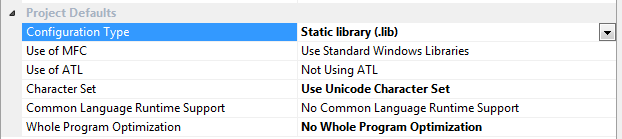 Project Defaults
Configuration Type Static library (.lib)
Use of MFC Use Standard Windows Libraries
Use of ATL Not Using ATL
Character Set Use Unicode Character Set
Common Language Runtime Support No Common Language Runtime Support
Whole Program Optimization No Whole Program Optimization